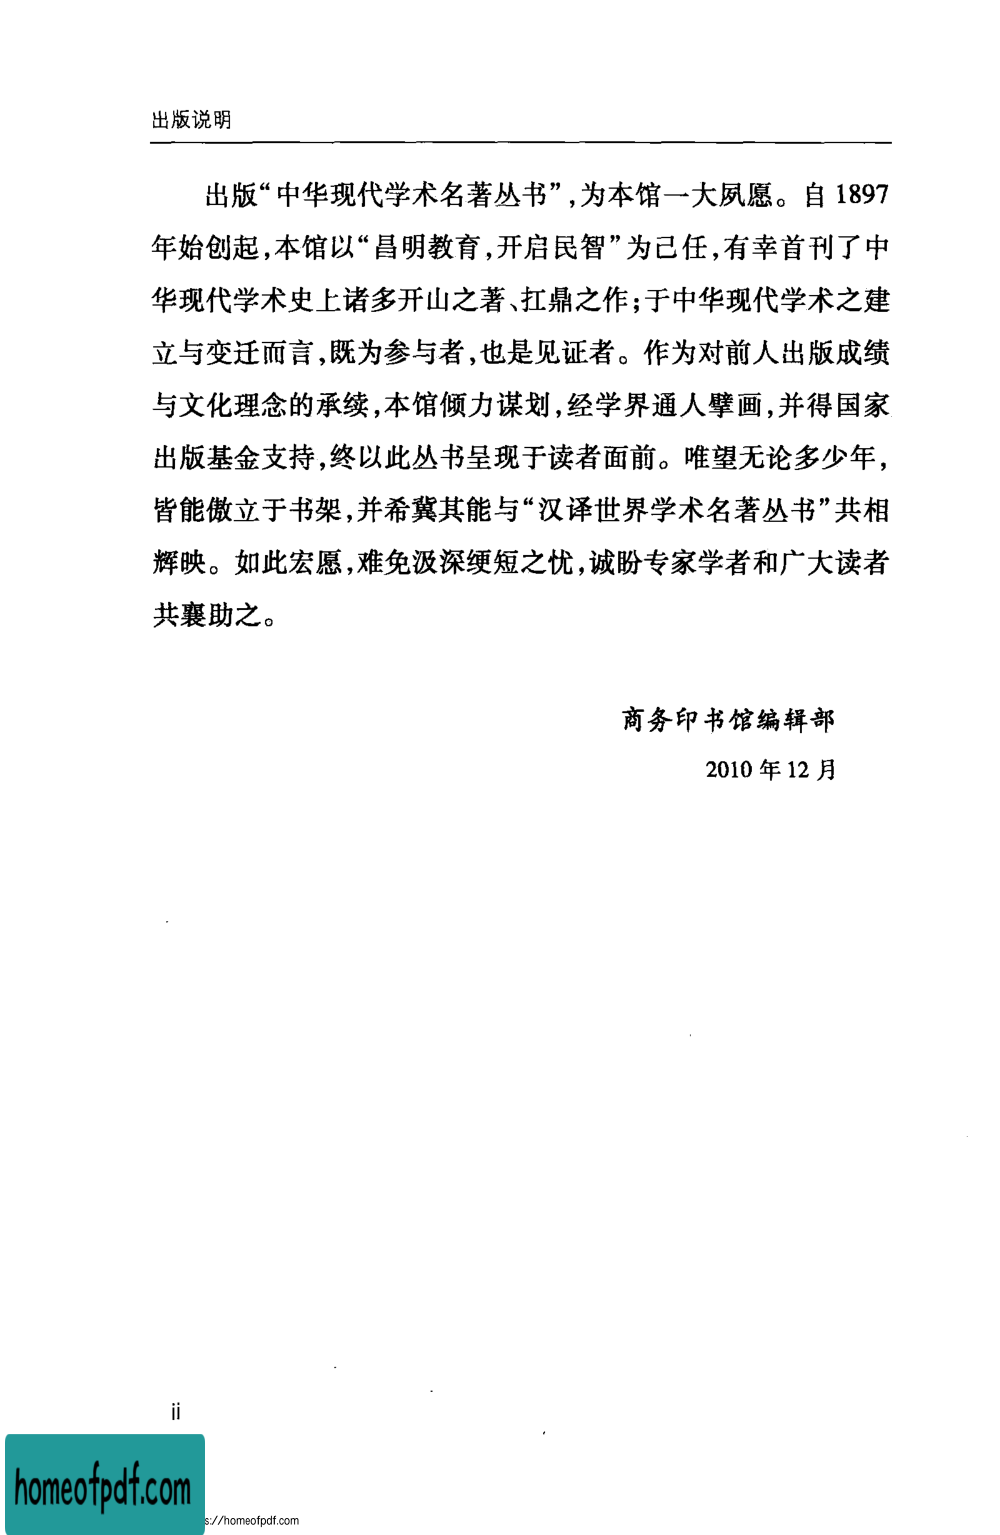 出版说明
出版“中华现代学术名著丛书”,为本馆一大夙愿。自 1897
年始创起,本馆以“昌明教育,开启民智”为己任,有幸首刊了中
华现代学术史上诸多开山之著、扛鼎之作;于中华现代学术之建
立与变迁而言,既为参与者,也是见证者。作为对前人出版成绩
与文化理念的承续,本馆倾力谋划,经学界通人擘画,并得国家
出版基金支持,终以此丛书呈现于读者面前。唯望无论多少年,
皆能傲立于书架,并希冀其能与“汉译世界学术名著丛书”共相
辉映。如此宏愿,难免汲深绠短之忧,诚盼专家学者和广大读者
共襄助之。
商务印书馆编辑部
2010 年 12 月
ii
homeofpdf.com
s://homeofpdf.com